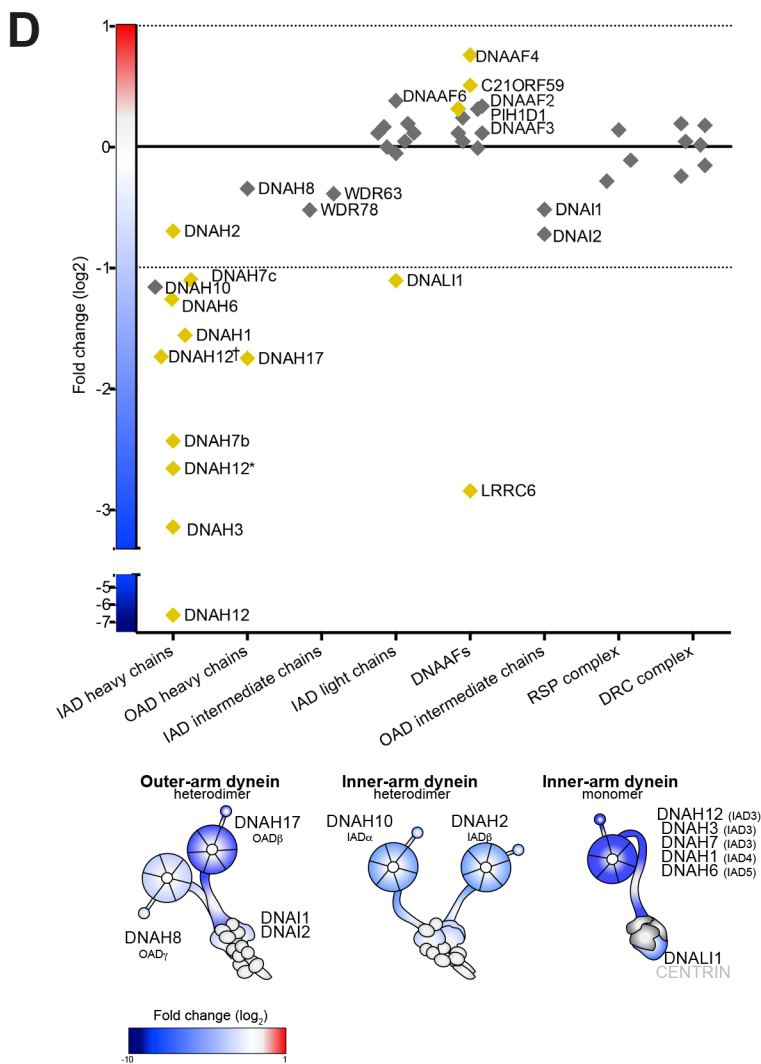 D
1
0
-1
-2
-3
-5
-6
-7
Fold change (log2)
DNAAF4
C21ORF59
DNAAF6
DNAAF2
PIH1D1
DNAAF3
DNAH8
WDR63
WDR78
DNAI1
DNAI2
DNAH2
DNAH7c
DNAH10
DNAH6
DNALI1
DNAH1
DNAH12†
DNAH17
DNAH7b
DNAH12*
LRRC6
DNAH3
DNAH12
IAD heavy chains
OAD heavy chains
IAD intermediate chains
IAD light chains
DNAAFs
OAD intermediate chains
RSP complex
DRC complex
Outer-arm dynein
heterodimer
DNAH17
OADβ
DNAH8
OADγ
DNAI1
DNAI2
Inner-arm dynein
heterodimer
DNAH10
IADα
DNAH2
IADβ
Inner-arm dynein
monomer
DNAH12 (IAD3)
DNAH3 (IAD3)
DNAH7 (IAD3)
DNAH1 (IAD4)
DNAH6 (IAD5)
DNALI1
CENTRIN
Fold change (log₂)
-10 1